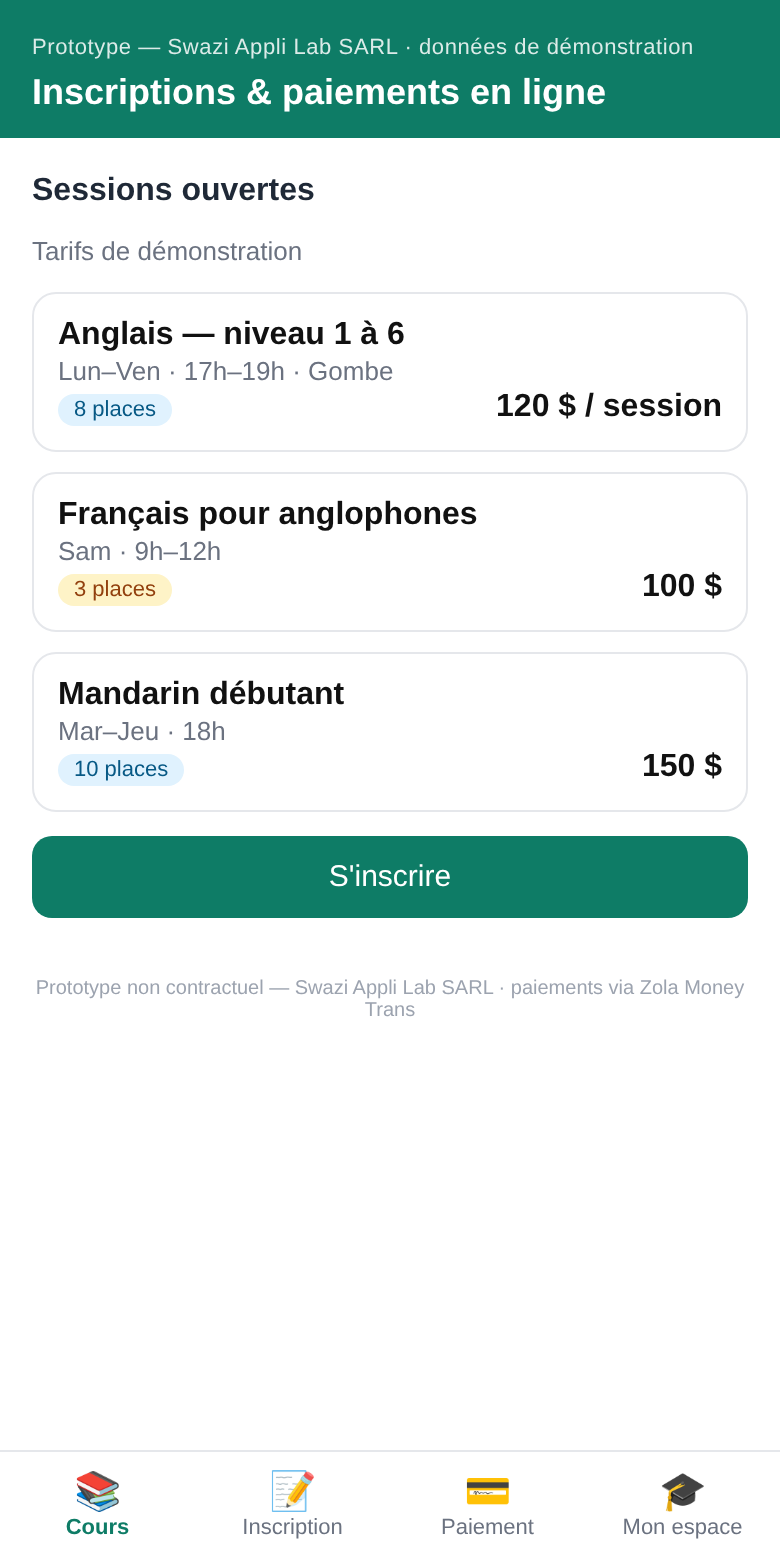 Prototype — Swazi Appli Lab SARL · données de démonstration
Inscriptions & paiements en ligne
Sessions ouvertes
Tarifs de démonstration
Anglais — niveau 1 à 6
Lun–Ven · 17h–19h · Gombe
8 places
120 $ / session
Français pour anglophones
Sam · 9h–12h
3 places
100 $
Mandarin débutant
Mar–Jeu · 18h
10 places
150 $
S'inscrire
Prototype non contractuel — Swazi Appli Lab SARL · paiements via Zola Money
Trans
Cours
Inscription
Paiement
Mon espace